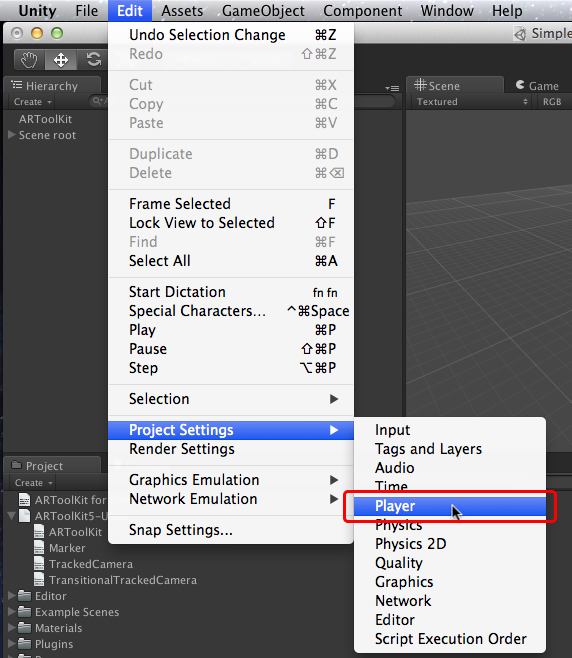 Unity File Edit Assets GameObject Component Window Help
Simple
Undo Selection Change ⌘Z
Redo ⇧⌘Z
Cut ⌘X
Copy ⌘C
Paste ⌘V
Duplicate ⌘D
Delete ⌘⌫
Frame Selected F
Lock View to Selected ⇧F
Find ⌘F
Select All ⌘A
Start Dictation fn fn
Special Characters... ^⌘Space
Play ⌘P
Pause ⇧⌘P
Step ⌥⌘P
Selection
Project Settings
Render Settings
Graphics Emulation
Network Emulation
Snap Settings...
Input
Tags and Layers
Audio
Time
Player
Physics
Physics 2D
Quality
Graphics
Network
Editor
Script Execution Order
Hierarchy
Create
ARToolKit
Scene root
Scene Game
Textured RGB
Project
Create
ARToolKit for
ARToolKit5-U
ARToolKit
Marker
TrackedCamera
TransitionalTrackedCamera
Editor
Example Scenes
Materials
Plugins